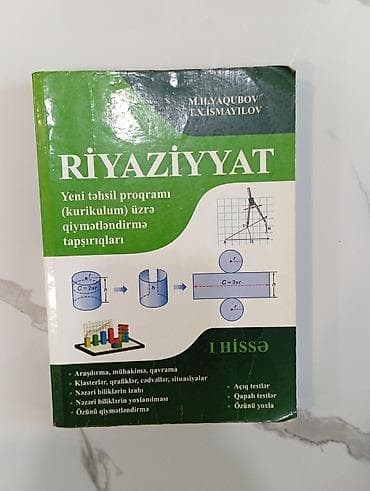 M.H.YAQUBOV
T.X.İSMAYILOV
RİYAZİYYAT
Yeni təhsil proqramı
(kurikulum) üzrə
qiymətləndirmə
tapşırıqları
r
C = 2πr
h
h
r
C = 2πr
h
r
I HİSSƏ
• Araşdırma, mühakimə, qavrama
• Klasterlər, qrafiklər, cədvəllər, situasiyalar
• Nəzəri biliklərin izahı
• Nəzəri biliklərin yoxlanılması
• Özünü qiymətləndirmə
• Açıq testlər
• Qapalı testlər
• Özünü yoxla